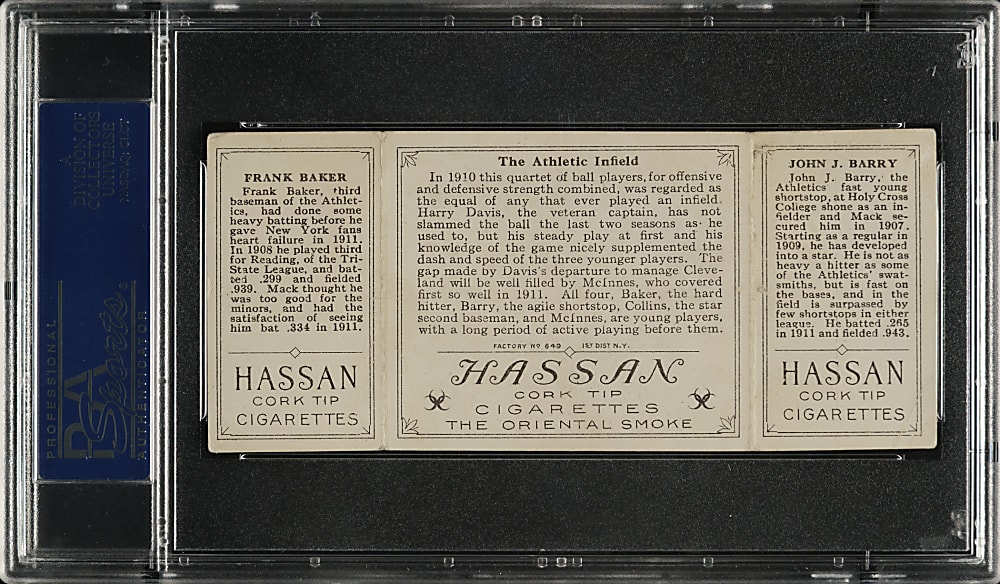 A
DIVISION OF
COLLECTORS
UNIVERSE
NASDAQ: CLCT
PROFESSIONAL
PSA
Sports
AUTHENTICATOR
FRANK BAKER
Frank Baker, third
baseman of the Athlet-
ics, had done some
heavy batting before he
gave New York fans
heart failure in 1911.
In 1908 he played third
for Reading, of the Tri-
State League, and bat-
ted .299 and fielded
.939. Mack thought he
was too good for the
minors, and had the
satisfaction of seeing
him bat .334 in 1911.
HASSAN
CORK TIP
CIGARETTES
The Athletic Infield
In 1910 this quartet of ball players, for offensive
and defensive strength combined, was regarded as
the equal of any that ever played an infield.
Harry Davis, the veteran captain, has not
slammed the ball the last two seasons as he
used to, but his steady play at first and his
knowledge of the game nicely supplemented the
dash and speed of the three younger players. The
gap made by Davis's departure to manage Cleve-
land will be well filled by McInnes, who covered
first so well in 1911. All four, Baker, the hard
hitter, Barry, the agile shortstop, Collins, the star
second baseman, and McInnes, are young players,
with a long period of active playing before them.
FACTORY No 649 1ST DIST N.Y.
HASSAN
CORK TIP
CIGARETTES
THE ORIENTAL SMOKE
JOHN J. BARRY
John J. Barry, the
Athletics' fast young
shortstop, at Holy Cross
College shone as an in-
fielder and Mack se-
cured him in 1907.
Starting as a regular in
1909, he has developed
into a star. He is not as
heavy a hitter as some
of the Athletics' swat-
smiths, but is fast on
the bases, and in the
field is surpassed by
few shortstops in either
league. He batted .265
in 1911 and fielded .943.
HASSAN
CORK TIP
CIGARETTES